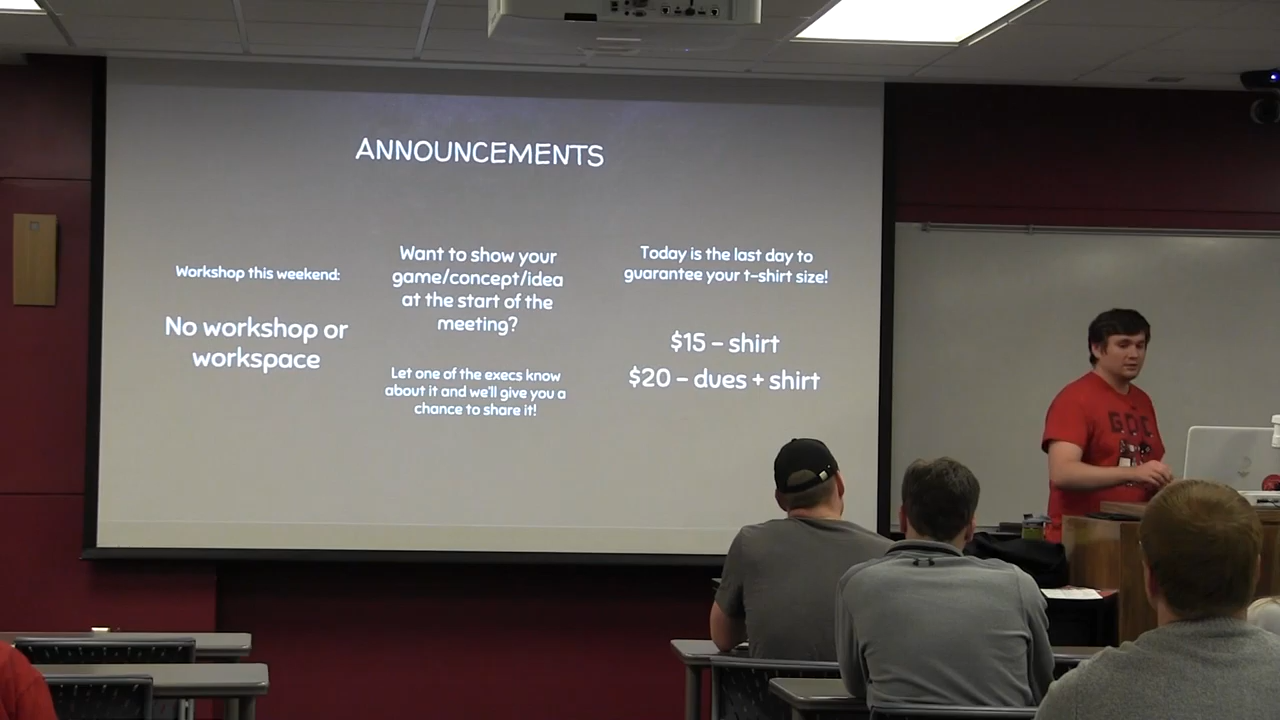 ANNOUNCEMENTS
Workshop this weekend:
No workshop or
workspace
Want to show your
game/concept/idea
at the start of the
meeting?
Let one of the execs know
about it and we'll give you a
chance to share it!
Today is the last day to
guarantee your t-shirt size!
$15 – shirt
$20 – dues + shirt
GDC